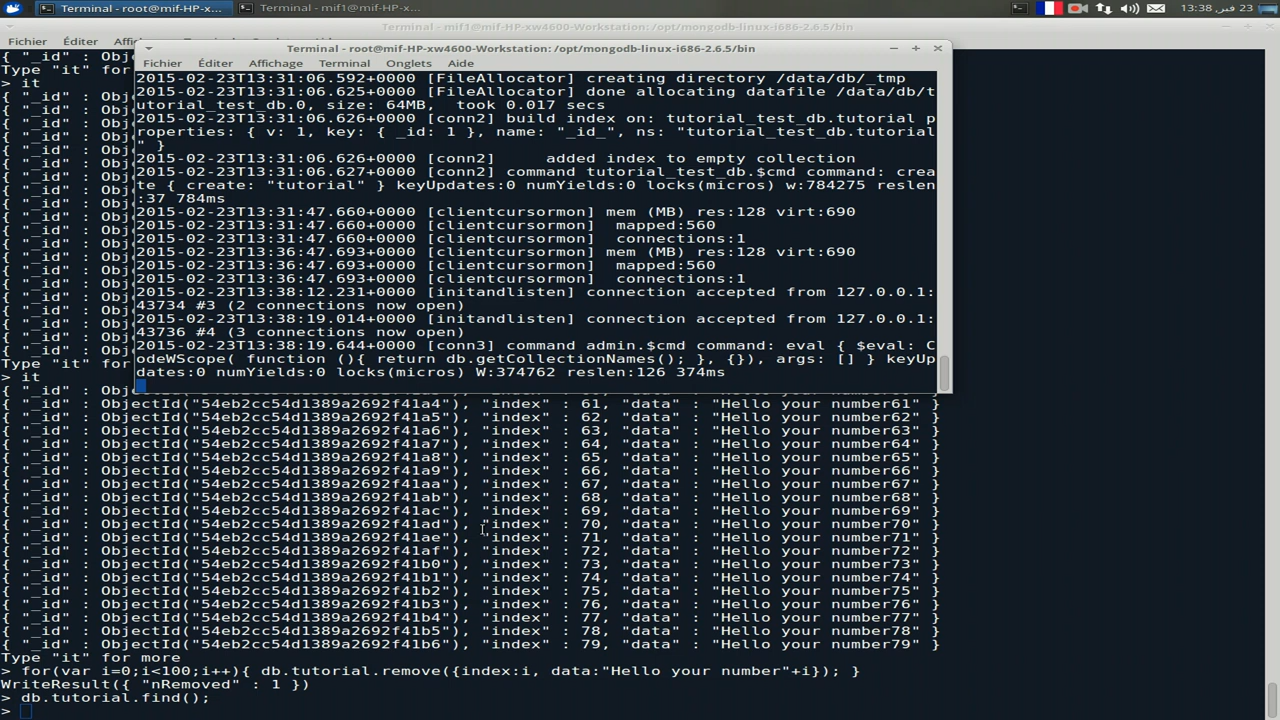 Terminal - root@mif-HP-x...
Terminal - mif1@mif-HP-x...
13:38 فبر 23
Terminal - mif1@mif-HP-xw4600-Workstation: /opt/mongodb-linux-i686-2.6.5/bin
Fichier Éditer Affi
Terminal - root@mif-HP-xw4600-Workstation: /opt/mongodb-linux-i686-2.6.5/bin
Fichier Éditer Affichage Terminal Onglets Aide
2015-02-23T13:31:06.592+0000 [FileAllocator] creating directory /data/db/_tmp
2015-02-23T13:31:06.625+0000 [FileAllocator] done allocating datafile /data/db/t
utorial_test_db.0, size: 64MB,  took 0.017 secs
2015-02-23T13:31:06.626+0000 [conn2] build index on: tutorial_test_db.tutorial p
roperties: { v: 1, key: { _id: 1 }, name: "_id_", ns: "tutorial_test_db.tutorial
" }
2015-02-23T13:31:06.626+0000 [conn2]     added index to empty collection
2015-02-23T13:31:06.627+0000 [conn2] command tutorial_test_db.$cmd command: crea
te { create: "tutorial" } keyUpdates:0 numYields:0 locks(micros) w:784275 reslen
:37 784ms
2015-02-23T13:31:47.660+0000 [clientcursormon] mem (MB) res:128 virt:690
2015-02-23T13:31:47.660+0000 [clientcursormon]  mapped:560
2015-02-23T13:31:47.660+0000 [clientcursormon]  connections:1
2015-02-23T13:36:47.693+0000 [clientcursormon] mem (MB) res:128 virt:690
2015-02-23T13:36:47.693+0000 [clientcursormon]  mapped:560
2015-02-23T13:36:47.693+0000 [clientcursormon]  connections:1
2015-02-23T13:38:12.231+0000 [initandlisten] connection accepted from 127.0.0.1:
43734 #3 (2 connections now open)
2015-02-23T13:38:19.014+0000 [initandlisten] connection accepted from 127.0.0.1:
43736 #4 (3 connections now open)
2015-02-23T13:38:19.644+0000 [conn3] command admin.$cmd command: eval { $eval: C
odeWScope( function (){ return db.getCollectionNames(); }, {}), args: [] } keyUp
dates:0 numYields:0 locks(micros) W:374762 reslen:126 374ms
{ "_id" : Obj
Type "it" for
> it
{ "_id" : Obj
Type "it" for
> it
{ "_id" : ObjectId("54eb2cc54d1389a2692f41a4"), "index" : 61, "data" : "Hello your number61" }
{ "_id" : ObjectId("54eb2cc54d1389a2692f41a5"), "index" : 62, "data" : "Hello your number62" }
{ "_id" : ObjectId("54eb2cc54d1389a2692f41a6"), "index" : 63, "data" : "Hello your number63" }
{ "_id" : ObjectId("54eb2cc54d1389a2692f41a7"), "index" : 64, "data" : "Hello your number64" }
{ "_id" : ObjectId("54eb2cc54d1389a2692f41a8"), "index" : 65, "data" : "Hello your number65" }
{ "_id" : ObjectId("54eb2cc54d1389a2692f41a9"), "index" : 66, "data" : "Hello your number66" }
{ "_id" : ObjectId("54eb2cc54d1389a2692f41aa"), "index" : 67, "data" : "Hello your number67" }
{ "_id" : ObjectId("54eb2cc54d1389a2692f41ab"), "index" : 68, "data" : "Hello your number68" }
{ "_id" : ObjectId("54eb2cc54d1389a2692f41ac"), "index" : 69, "data" : "Hello your number69" }
{ "_id" : ObjectId("54eb2cc54d1389a2692f41ad"), "index" : 70, "data" : "Hello your number70" }
{ "_id" : ObjectId("54eb2cc54d1389a2692f41ae"), "index" : 71, "data" : "Hello your number71" }
{ "_id" : ObjectId("54eb2cc54d1389a2692f41af"), "index" : 72, "data" : "Hello your number72" }
{ "_id" : ObjectId("54eb2cc54d1389a2692f41b0"), "index" : 73, "data" : "Hello your number73" }
{ "_id" : ObjectId("54eb2cc54d1389a2692f41b1"), "index" : 74, "data" : "Hello your number74" }
{ "_id" : ObjectId("54eb2cc54d1389a2692f41b2"), "index" : 75, "data" : "Hello your number75" }
{ "_id" : ObjectId("54eb2cc54d1389a2692f41b3"), "index" : 76, "data" : "Hello your number76" }
{ "_id" : ObjectId("54eb2cc54d1389a2692f41b4"), "index" : 77, "data" : "Hello your number77" }
{ "_id" : ObjectId("54eb2cc54d1389a2692f41b5"), "index" : 78, "data" : "Hello your number78" }
{ "_id" : ObjectId("54eb2cc54d1389a2692f41b6"), "index" : 79, "data" : "Hello your number79" }
Type "it" for more
> for(var i=0;i<100;i++){ db.tutorial.remove({index:i, data:"Hello your number"+i}); }
WriteResult({ "nRemoved" : 1 })
> db.tutorial.find();
>